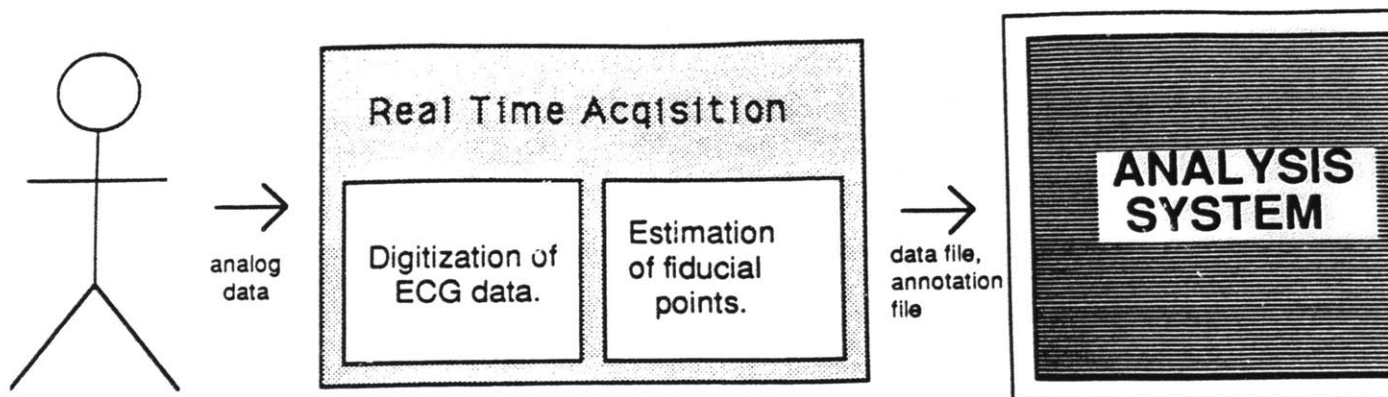 Real Time Acqisition
analog
data
Digitization of
ECG data.
Estimation
of fiducial
points.
data file,
annotation
file
ANALYSIS
SYSTEM